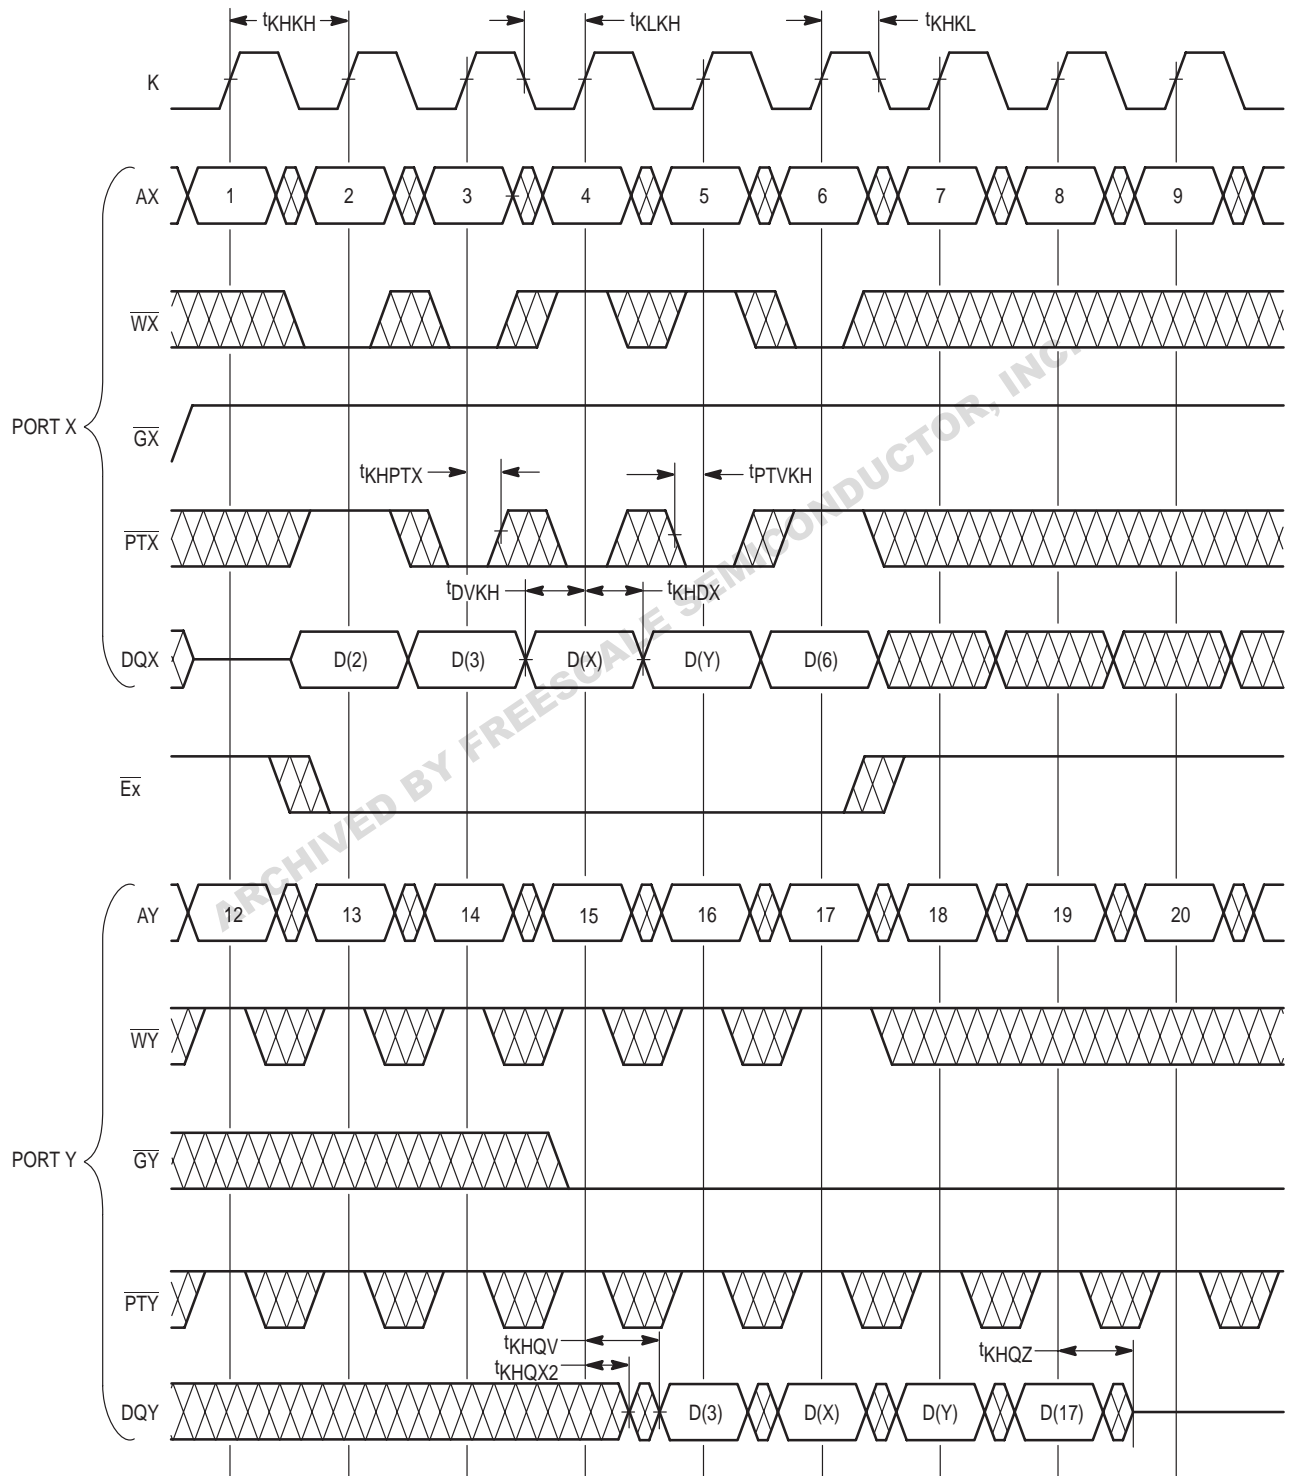 tKHKH tKLKH tKHKL
K
AX 1 2 3 4 5 6 7 8 9
WX
PORT X
GX
tKHPTX tPTVKH
PTX
tDVKH tKHDX
DQX D(2) D(3) D(X) D(Y) D(6)
Ex
ARCHIVED BY FREESCALE SEMICONDUCTOR, INC.
AY 12 13 14 15 16 17 18 19 20
WY
PORT Y
GY
PTY
tKHQV
tKHQX2
tKHQZ
DQY D(3) D(X) D(Y) D(17)